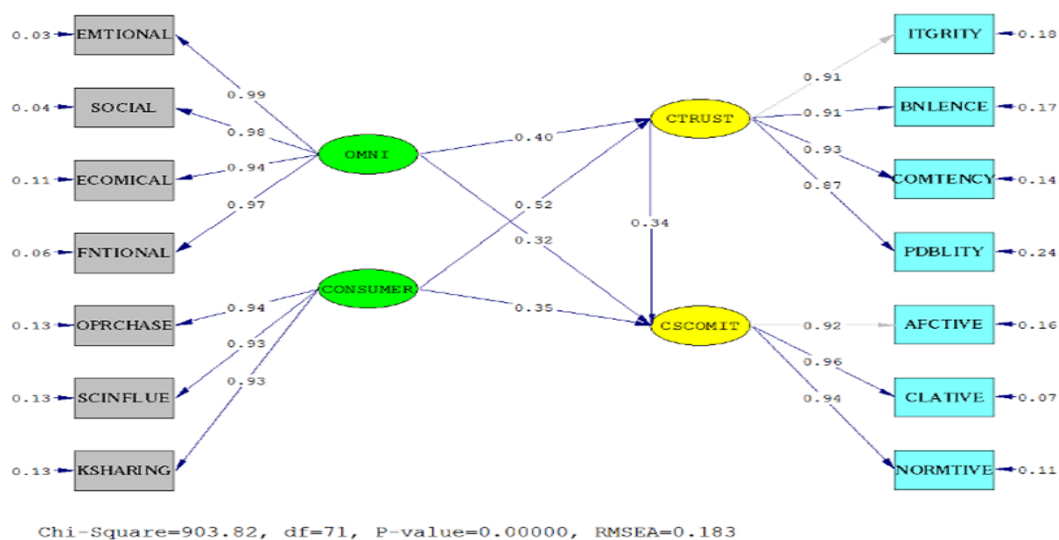 0.03 EMTIONAL
0.04 SOCIAL
0.11 ECOMICAL
0.06 FNTIONAL
0.13 OPRCHASE
0.13 SCINFLUE
0.13 KSHARING
0.99
0.98
0.94
0.97
0.94
0.93
0.93
OMNI
CONSUMER
0.40
0.52
0.32
0.35
0.34
CTRUST
CSCOMIT
0.91
0.91
0.93
0.87
0.92
0.96
0.94
ITGRITY 0.18
BNLENCE 0.17
COMTENCY 0.14
PDBLITY 0.24
AFCTIVE 0.16
CLATIVE 0.07
NORMTIVE 0.11
Chi-Square=903.82, df=71, P-value=0.00000, RMSEA=0.183